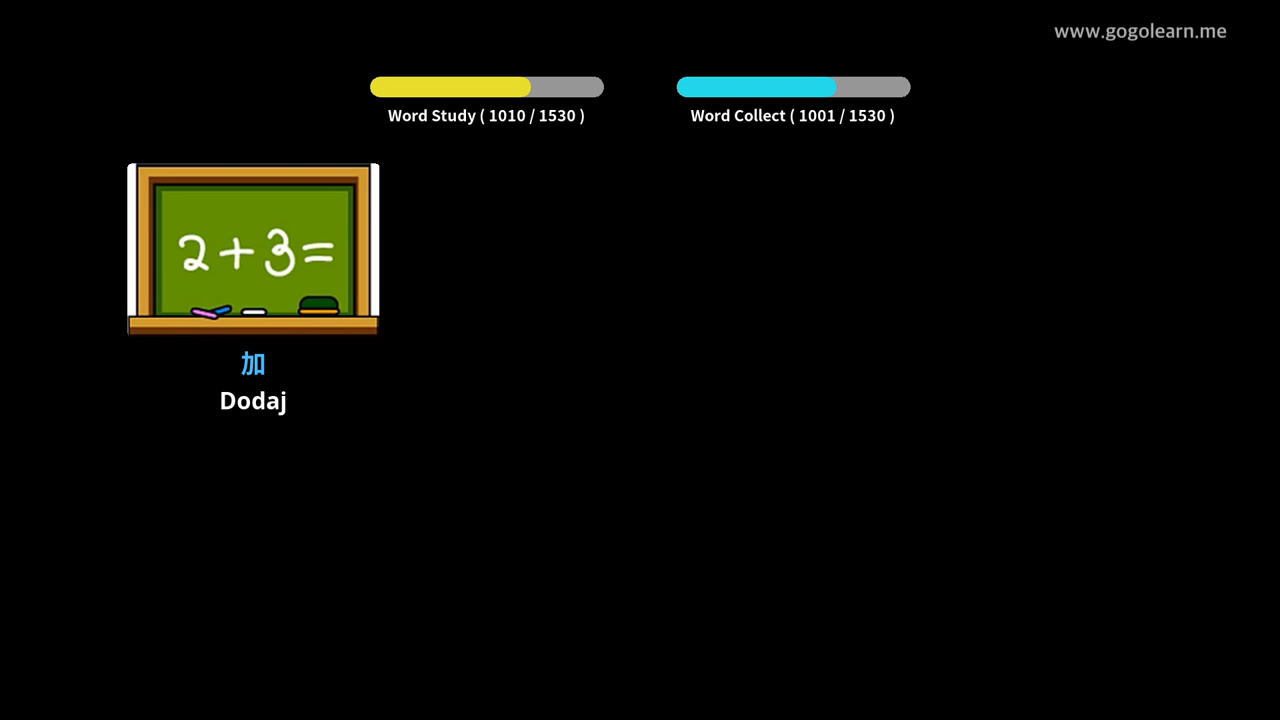 www.gogolearn.me
Word Study ( 1010 / 1530 )
Word Collect ( 1001 / 1530 )
2+3=
加
Dodaj